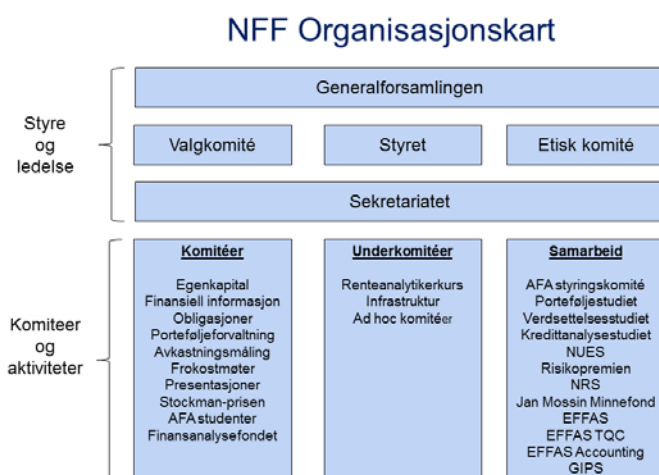 NFF Organisasjonskart
Styre
og
ledelse
Generalforsamlingen
Valgkomité
Styret
Etisk komité
Sekretariatet
Komiteer
og
aktiviteter
Komitéer
Egenkapital
Finansiell informasjon
Obligasjoner
Porteføljeforvaltning
Avkastningsmåling
Frokostmøter
Presentasjoner
Stockman-prisen
AFA studenter
Finansanalysefondet
Underkomitéer
Renteanalytikerkurs
Infrastruktur
Ad hoc komitéer
Samarbeid
AFA styringskomité
Porteføljestudiet
Verdsettelsesstudiet
Kredittanalysestudiet
NUES
Risikopremien
NRS
Jan Mossin Minnefond
EFFAS
EFFAS TQC
EFFAS Accounting
GIPS